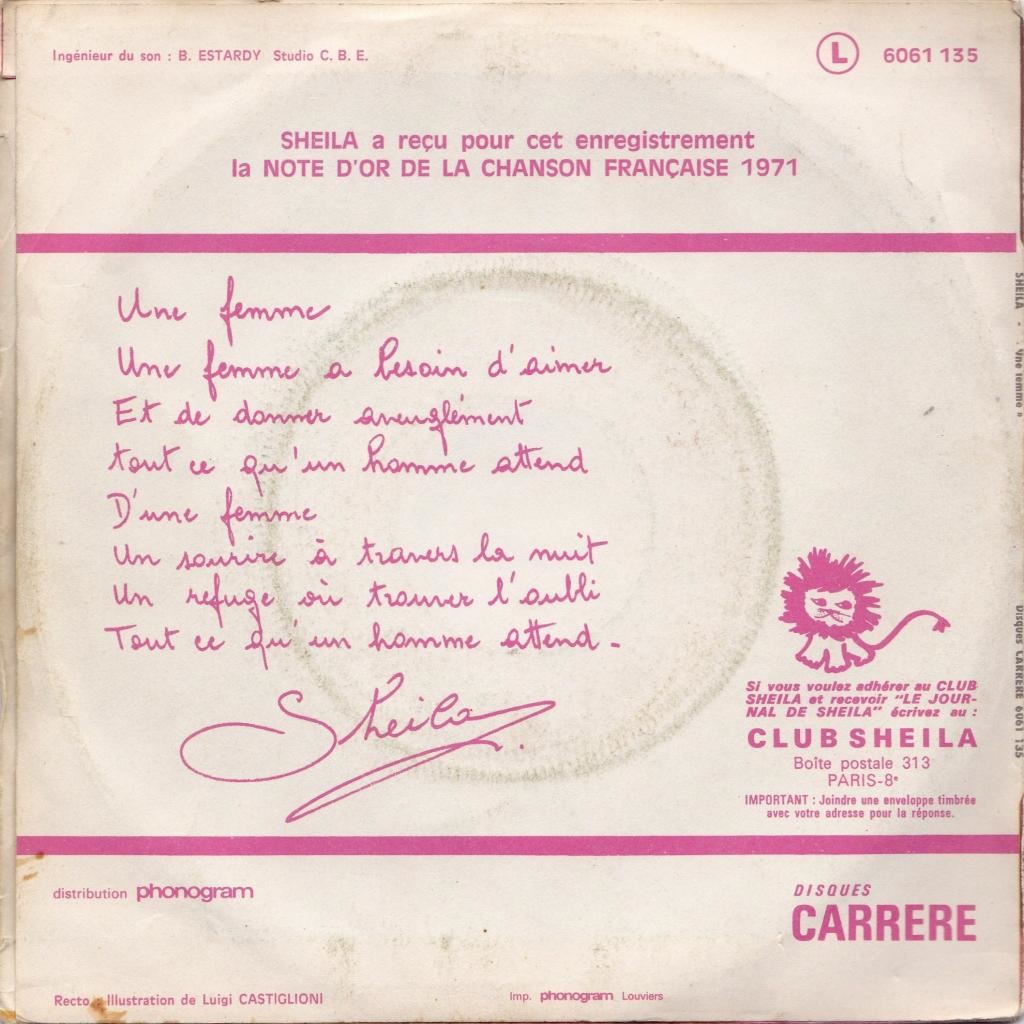 Ingénieur du son : B. ESTARDY Studio C. B. E.
L 6061 135
SHEILA a reçu pour cet enregistrement
la NOTE D'OR DE LA CHANSON FRANÇAISE 1971
Une femme
Une femme a besoin d'aimer
Et de donner aveuglément
tout ce qu'un homme attend
D'une femme
Un sourire à travers la nuit
Un refuge où trouver l'oubli
Tout ce qu'un homme attend -
Sheila
Si vous voulez adhérer au CLUB
SHEILA et recevoir "LE JOUR-
NAL DE SHEILA" écrivez au :
CLUB SHEILA
Boîte postale 313
PARIS-8e
IMPORTANT : Joindre une enveloppe timbrée
avec votre adresse pour la réponse.
SHEILA - « Une femme »
Disques CARRERE 6061 135
distribution phonogram
DISQUES
CARRERE
Recto : Illustration de Luigi CASTIGLIONI
Imp. phonogram Louviers